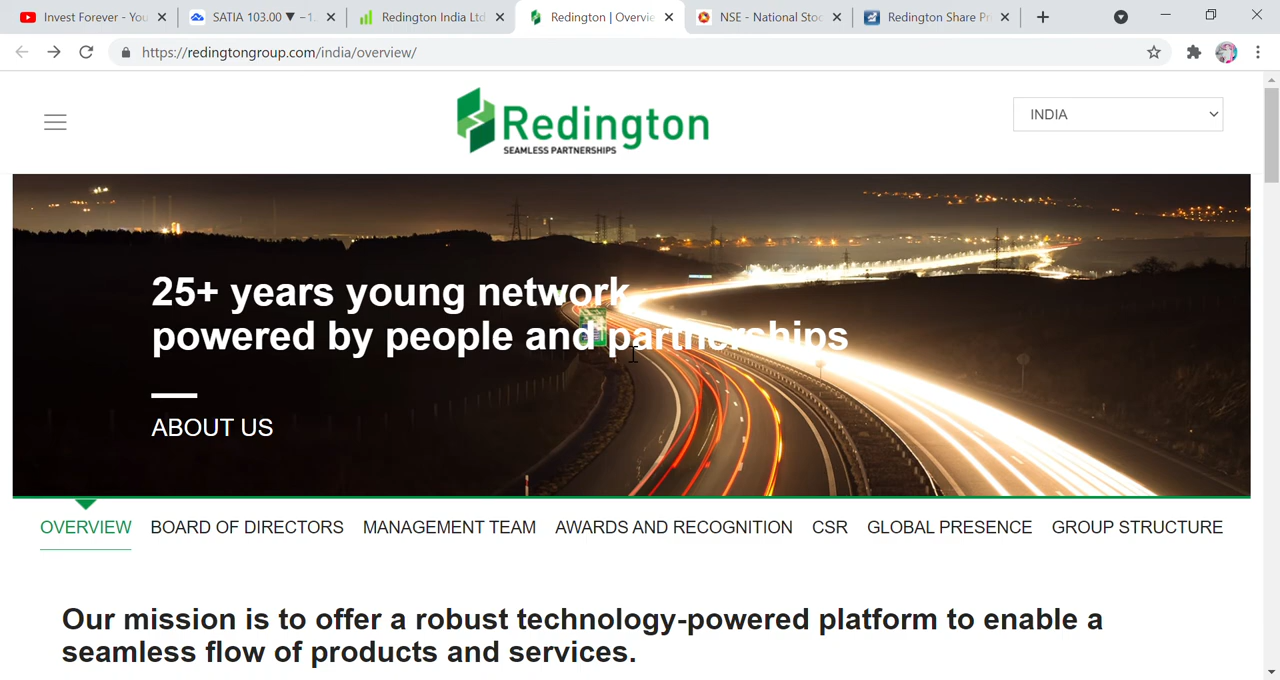 Invest Forever - You
SATIA 103.00 ▼ −1.
Redington India Ltd
Redington | Overvie
NSE - National Stoc
Redington Share Pr
https://redingtongroup.com/india/overview/
Redington
SEAMLESS PARTNERSHIPS
INDIA
25+ years young network,
powered by people and partnerships
ABOUT US
OVERVIEW BOARD OF DIRECTORS MANAGEMENT TEAM AWARDS AND RECOGNITION CSR GLOBAL PRESENCE GROUP STRUCTURE
Our mission is to offer a robust technology-powered platform to enable a
seamless flow of products and services.